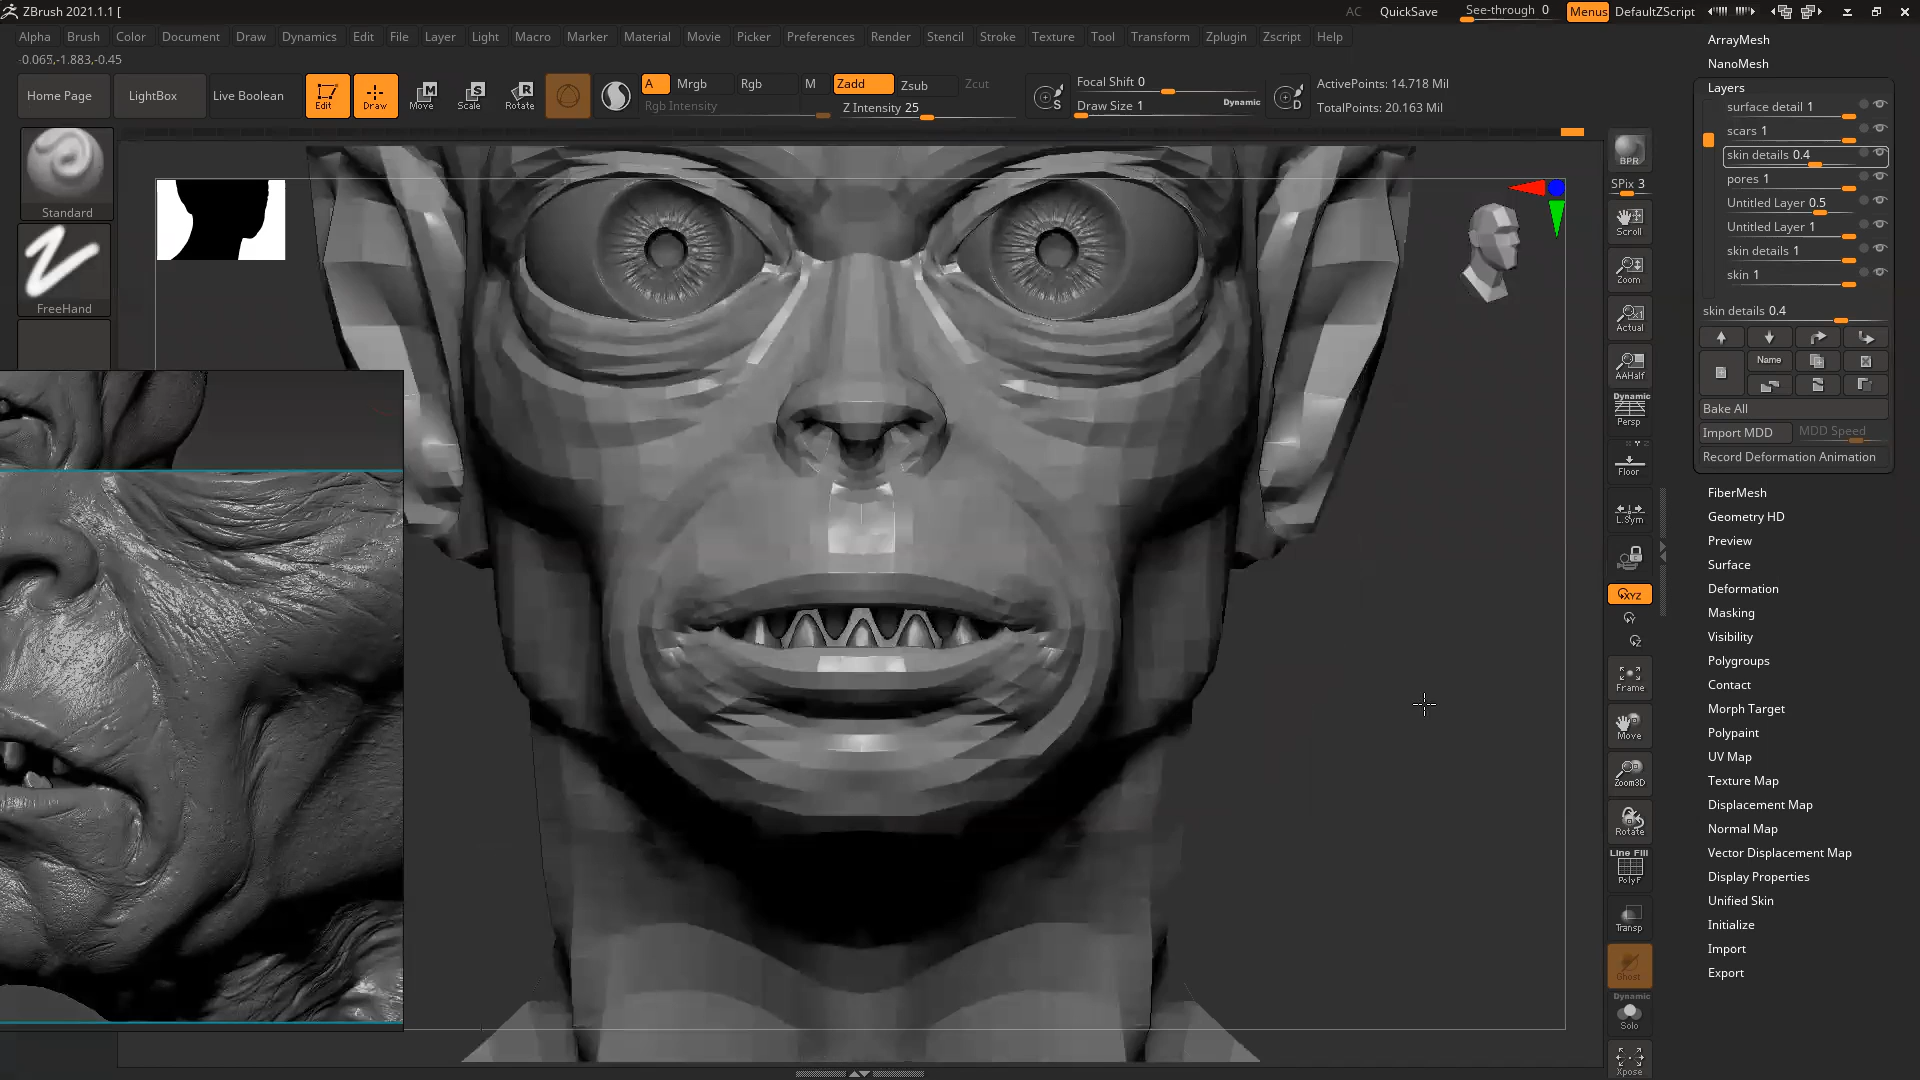 ZBrush 2021.1.1 [
AC
QuickSave
See-through 0
Menus
DefaultZScript
Alpha Brush Color Document Draw Dynamics Edit File Layer Light Macro Marker Material Movie Picker Preferences Render Stencil Stroke Texture Tool Transform Zplugin Zscript Help
-0.065,-1.883,-0.45
Home Page
LightBox
Live Boolean
Edit
Draw
Move
Scale
Rotate
A
Mrgb
Rgb
M
Zadd
Zsub
Zcut
Rgb Intensity
Z Intensity 25
S
Focal Shift 0
Draw Size 1
Dynamic
D
ActivePoints: 14.718 Mil
TotalPoints: 20.163 Mil
Standard
FreeHand
BPR
SPix 3
Scroll
Zoom
Actual
AAHalf
Dynamic
Persp
Floor
L.Sym
XYZ
Frame
Move
Zoom3D
Rotate
Line Fill
PolyF
Transp
Ghost
Dynamic
Solo
Xpose
ArrayMesh
NanoMesh
Layers
surface detail 1
scars 1
skin details 0.4
pores 1
Untitled Layer 0.5
Untitled Layer 1
skin details 1
skin 1
skin details 0.4
Name
Bake All
Import MDD
MDD Speed
Record Deformation Animation
FiberMesh
Geometry HD
Preview
Surface
Deformation
Masking
Visibility
Polygroups
Contact
Morph Target
Polypaint
UV Map
Texture Map
Displacement Map
Normal Map
Vector Displacement Map
Display Properties
Unified Skin
Initialize
Import
Export